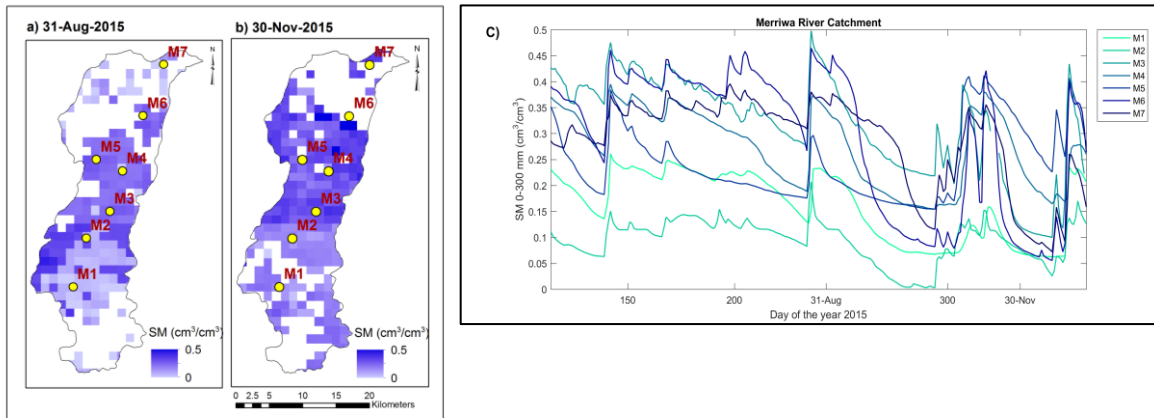 a) 31-Aug-2015
N
M7
M6
M5
M4
M3
M2
M1
SM (cm³/cm³)
0.5
0
b) 30-Nov-2015
N
M7
M6
M5
M4
M3
M2
M1
SM (cm³/cm³)
0.5
0
0 2.5 5 10 15 20
Kilometers
C)
Merriwa River Catchment
SM 0-300 mm (cm³/cm³)
0.5
0.45
0.4
0.35
0.3
0.25
0.2
0.15
0.1
0.05
0
150 200 31-Aug 300 30-Nov
Day of the year 2015
M1
M2
M3
M4
M5
M6
M7